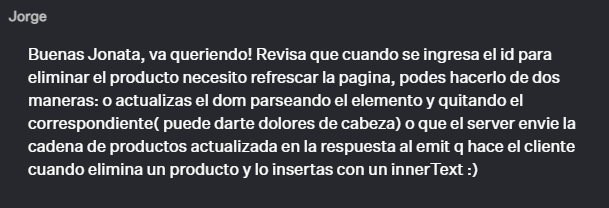 Jorge
Buenas Jonata, va queriendo! Revisa que cuando se ingresa el id para
eliminar el producto necesito refrescar la pagina, podes hacerlo de dos
maneras: o actualizas el dom parseando el elemento y quitando el
correspondiente( puede darte dolores de cabeza) o que el server envie la
cadena de productos actualizada en la respuesta al emit q hace el cliente
cuando elimina un producto y lo insertas con un innerText :)